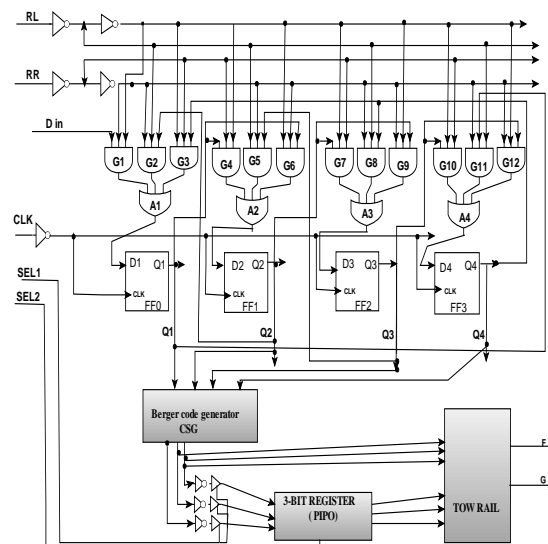 RL
RR
D in
G1 G2 G3 G4 G5 G6 G7 G8 G9 G10 G11 G12
A1 A2 A3 A4
CLK
D1 Q1 D2 Q2 D3 Q3 D4 Q4
SEL1
CLK CLK CLK CLK
SEL2
FF0 FF1 FF2 FF3
Q1 Q2 Q3 Q4
Berger code generator
CSG
F
G
3-BIT REGISTER
( PIPO)
TOW RAIL